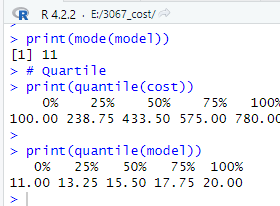 R 4.2.2 · E:/3067_cost/
> print(mode(model))
[1] 11
> # Quartile
> print(quantile(cost))
0% 25% 50% 75% 100%
100.00 238.75 433.50 575.00 780.00
>
> print(quantile(model))
0% 25% 50% 75% 100%
11.00 13.25 15.50 17.75 20.00
>